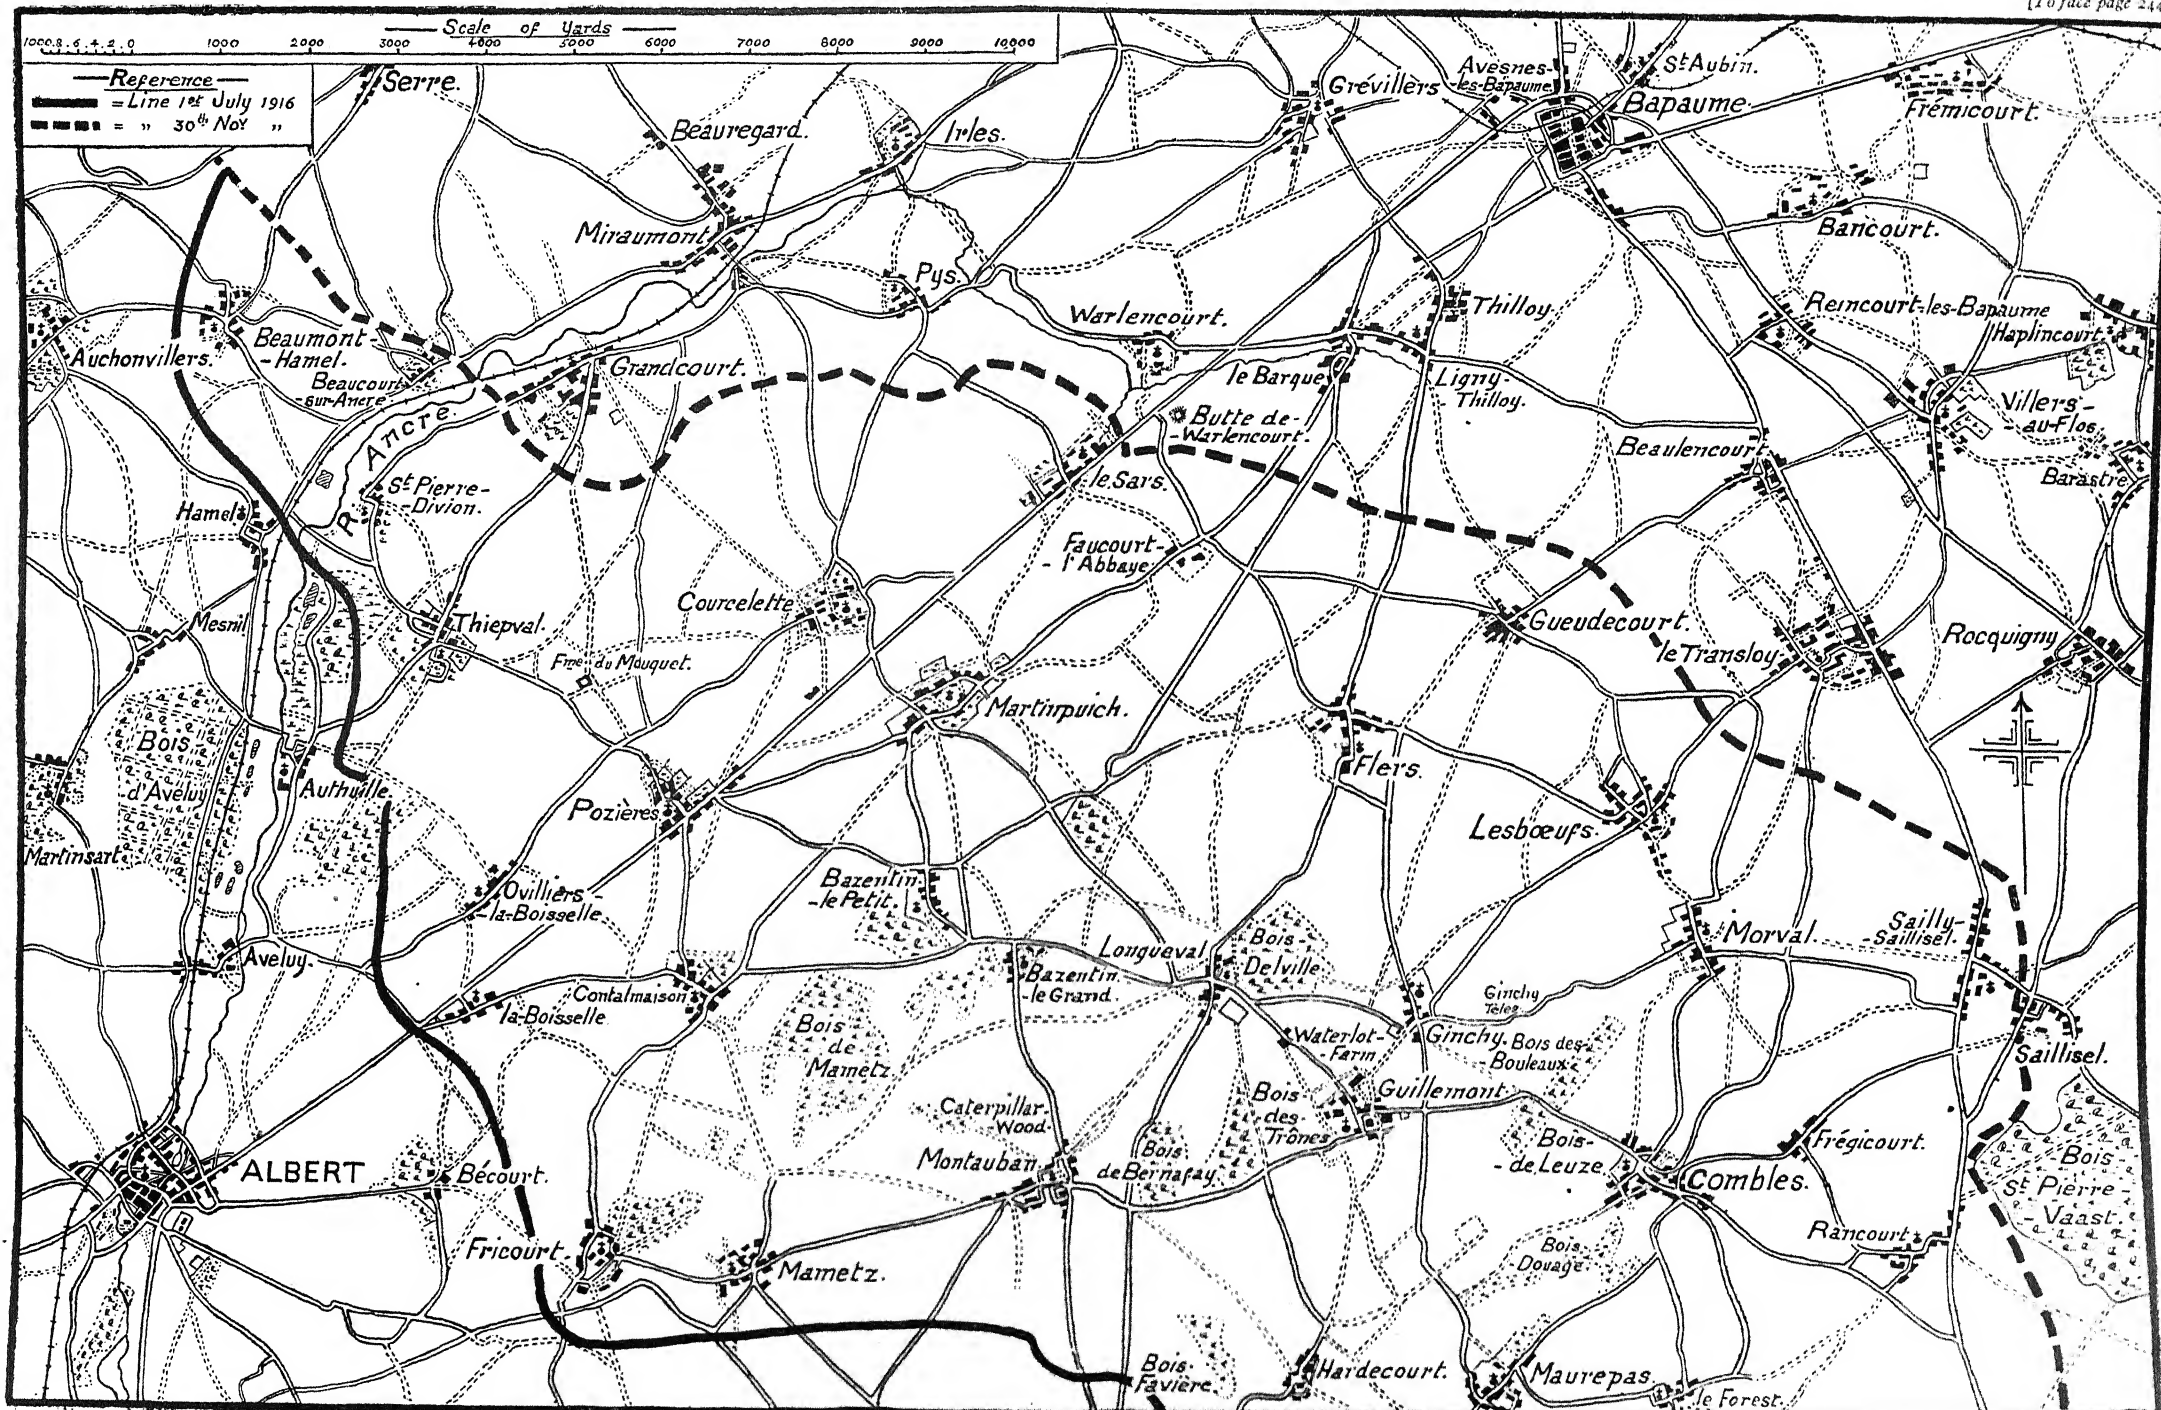 [To face page 244
Scale of Yards
1000.8.6.4.2.0 1000 2000 3000 4000 5000 6000 7000 8000 9000 10000
Reference
= Line 1st July 1916
= " 30th Nov "
Serre.
Beauregard.
Irles.
Grévillers
Avesnes-
-les-Bapaume
St Aubin.
Bapaume.
Frémicourt.
Miraumont
Pys.
Bancourt.
Warlencourt.
Thilloy
Reincourt-les-Bapaume
Haplincourt.
Auchonvillers.
Beaumont-
-Hamel.
Beaucourt
-sur-Ancre
Grandcourt.
le Barque
Ligny-
Thilloy.
Villers-
-au-Flos
R. Ancre.
Butte de-
-Warlencourt.
Beaulencourt
Barastre
St Pierre-
-Divion.
le Sars.
Hamel
Faucourt-
-l'Abbaye
Mesnil
Thiepval.
Courcelette
Gueudecourt.
le Transloy
Rocquigny
Fme du Mouquet.
Martinpuich.
Bois
d'Aveluy
Authuille.
Pozières
Flers.
Lesbœufs.
Martinsart
Ovilliers-
-la-Boisselle
Bazentin-
-le Petit.
Longueval
Bois-
Delville
Morval.
Sailly-
-Saillisel.
Aveluy.
Contalmaison
la-Boisselle
Bazentin
-le Grand.
Ginchy
Téleg
Bois
de
Mametz
Waterlot-
-Farm
Ginchy.
Bois des-
-Bouleaux
Saillisel.
Caterpillar-
-Wood
Bois
des
Trônes
Guillemont
ALBERT
Bécourt.
Montauban
Bois
de Bernafay
Bois-
-de Leuze
Combles.
Frégicourt.
Bois
St Pierre-
-Vaast.
Fricourt.
Mametz.
Bois
Douage
Rancourt
Bois-
Favière
Hardecourt.
Maurepas
le Forest.